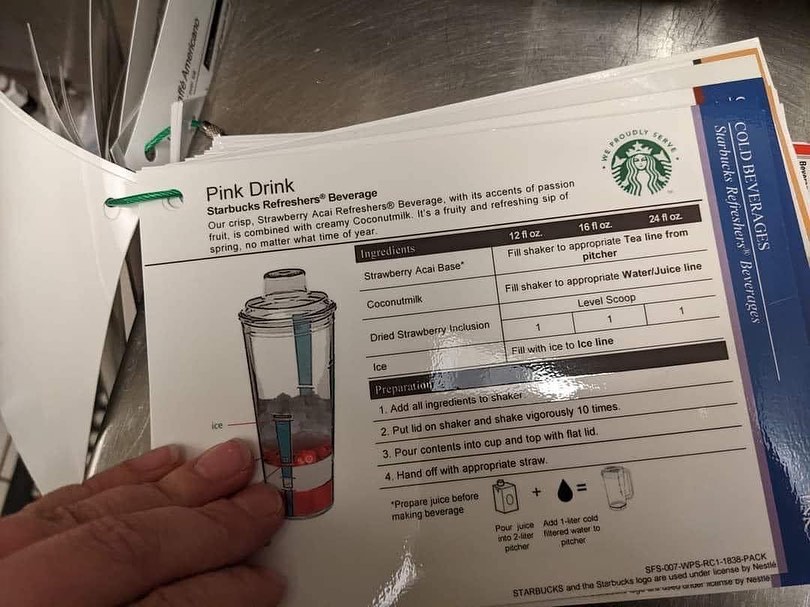 ffè Americano
WE PROUDLY SERVE
Pink Drink
Starbucks Refreshers® Beverage
Our crisp, Strawberry Acai Refreshers® Beverage, with its accents of passion
fruit, is combined with creamy Coconutmilk. It's a fruity and refreshing sip of
spring, no matter what time of year.
Ingredients 12 fl oz. 16 fl oz. 24 fl oz.
Strawberry Acai Base* Fill shaker to appropriate Tea line from
pitcher
Coconutmilk Fill shaker to appropriate Water/Juice line
Level Scoop
Dried Strawberry Inclusion 1 1 1
Ice Fill with ice to Ice line
Preparation
1. Add all ingredients to shaker.
2. Put lid on shaker and shake vigorously 10 times.
3. Pour contents into cup and top with flat lid.
4. Hand off with appropriate straw.
ice
*Prepare juice before
making beverage
+ =
Pour juice
into 2-liter
pitcher
Add 1-liter cold
filtered water to
pitcher
SFS-007-WPS-RC1-1838-PACK
STARBUCKS and the Starbucks logo are used under license by Nestlé
logo are used under license by Nestlé
COLD BEVERAGES
Starbucks Refreshers® Beverages